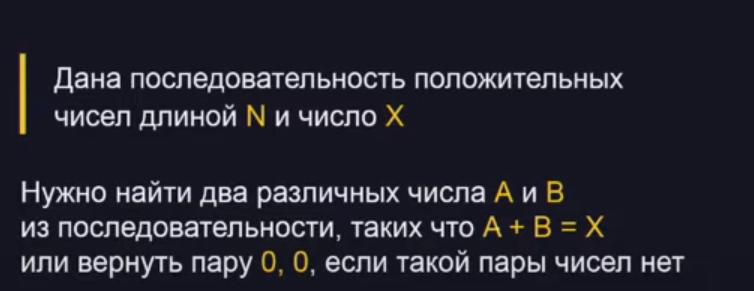 Дана последовательность положительных
чисел длиной N и число X
Нужно найти два различных числа A и B
из последовательности, таких что A + B = X
или вернуть пару 0, 0, если такой пары чисел нет